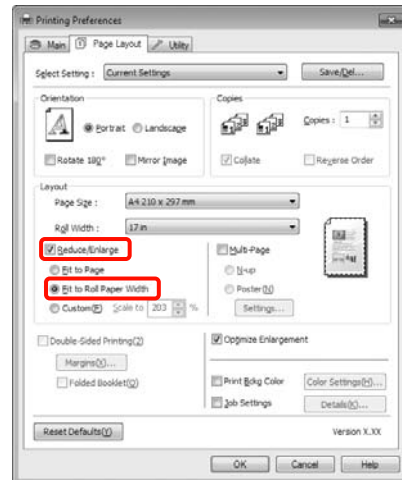 Printing Preferences
Main Page Layout Utility
Select Setting : Current Settings Save/Del...
Orientation Copies
A Portrait Landscape Copies : 1
Rotate 180° Mirror Image Collate Reverse Order
Layout
Page Size : A4 210 x 297 mm
Roll Width : 17 in
Reduce/Enlarge Multi-Page
Fit to Page N-up
Fit to Roll Paper Width Poster(N)
Custom(F) Scale to 203 % Settings...
Double-Sided Printing(2) Optimize Enlargement
Margins(X)...
Folded Booklet(Q) Print Bckg Color Color Settings(H)...
Job Settings Details(K)...
Reset Defaults(Y) Version X.XX
OK Cancel Help